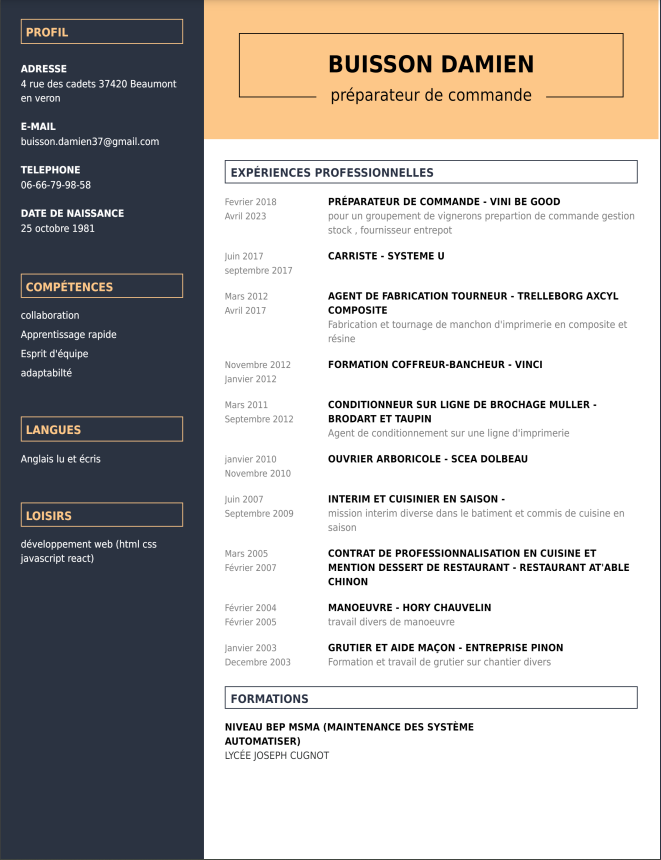 PROFIL
ADRESSE
4 rue des cadets 37420 Beaumont
en veron
E-MAIL
buisson.damien37@gmail.com
TELEPHONE
06-66-79-98-58
DATE DE NAISSANCE
25 octobre 1981
COMPÉTENCES
collaboration
Apprentissage rapide
Esprit d'équipe
adaptabilté
LANGUES
Anglais lu et écris
LOISIRS
développement web (html css
javascript react)
BUISSON DAMIEN
préparateur de commande
EXPÉRIENCES PROFESSIONNELLES
Fevrier 2018
Avril 2023
PRÉPARATEUR DE COMMANDE - VINI BE GOOD
pour un groupement de vignerons prepartion de commande gestion
stock , fournisseur entrepot
Juin 2017
septembre 2017
CARRISTE - SYSTEME U
Mars 2012
Avril 2017
AGENT DE FABRICATION TOURNEUR - TRELLEBORG AXCYL
COMPOSITE
Fabrication et tournage de manchon d'imprimerie en composite et
résine
Novembre 2012
Janvier 2012
FORMATION COFFREUR-BANCHEUR - VINCI
Mars 2011
Septembre 2012
CONDITIONNEUR SUR LIGNE DE BROCHAGE MULLER -
BRODART ET TAUPIN
Agent de conditionnement sur une ligne d'imprimerie
janvier 2010
Novembre 2010
OUVRIER ARBORICOLE - SCEA DOLBEAU
Juin 2007
Septembre 2009
INTERIM ET CUISINIER EN SAISON -
mission interim diverse dans le batiment et commis de cuisine en
saison
Mars 2005
Février 2007
CONTRAT DE PROFESSIONNALISATION EN CUISINE ET
MENTION DESSERT DE RESTAURANT - RESTAURANT AT'ABLE
CHINON
Février 2004
Février 2005
MANOEUVRE - HORY CHAUVELIN
travail divers de manoeuvre
Janvier 2003
Decembre 2003
GRUTIER ET AIDE MAÇON - ENTREPRISE PINON
Formation et travail de grutier sur chantier divers
FORMATIONS
NIVEAU BEP MSMA (MAINTENANCE DES SYSTÈME
AUTOMATISER)
LYCÉE JOSEPH CUGNOT